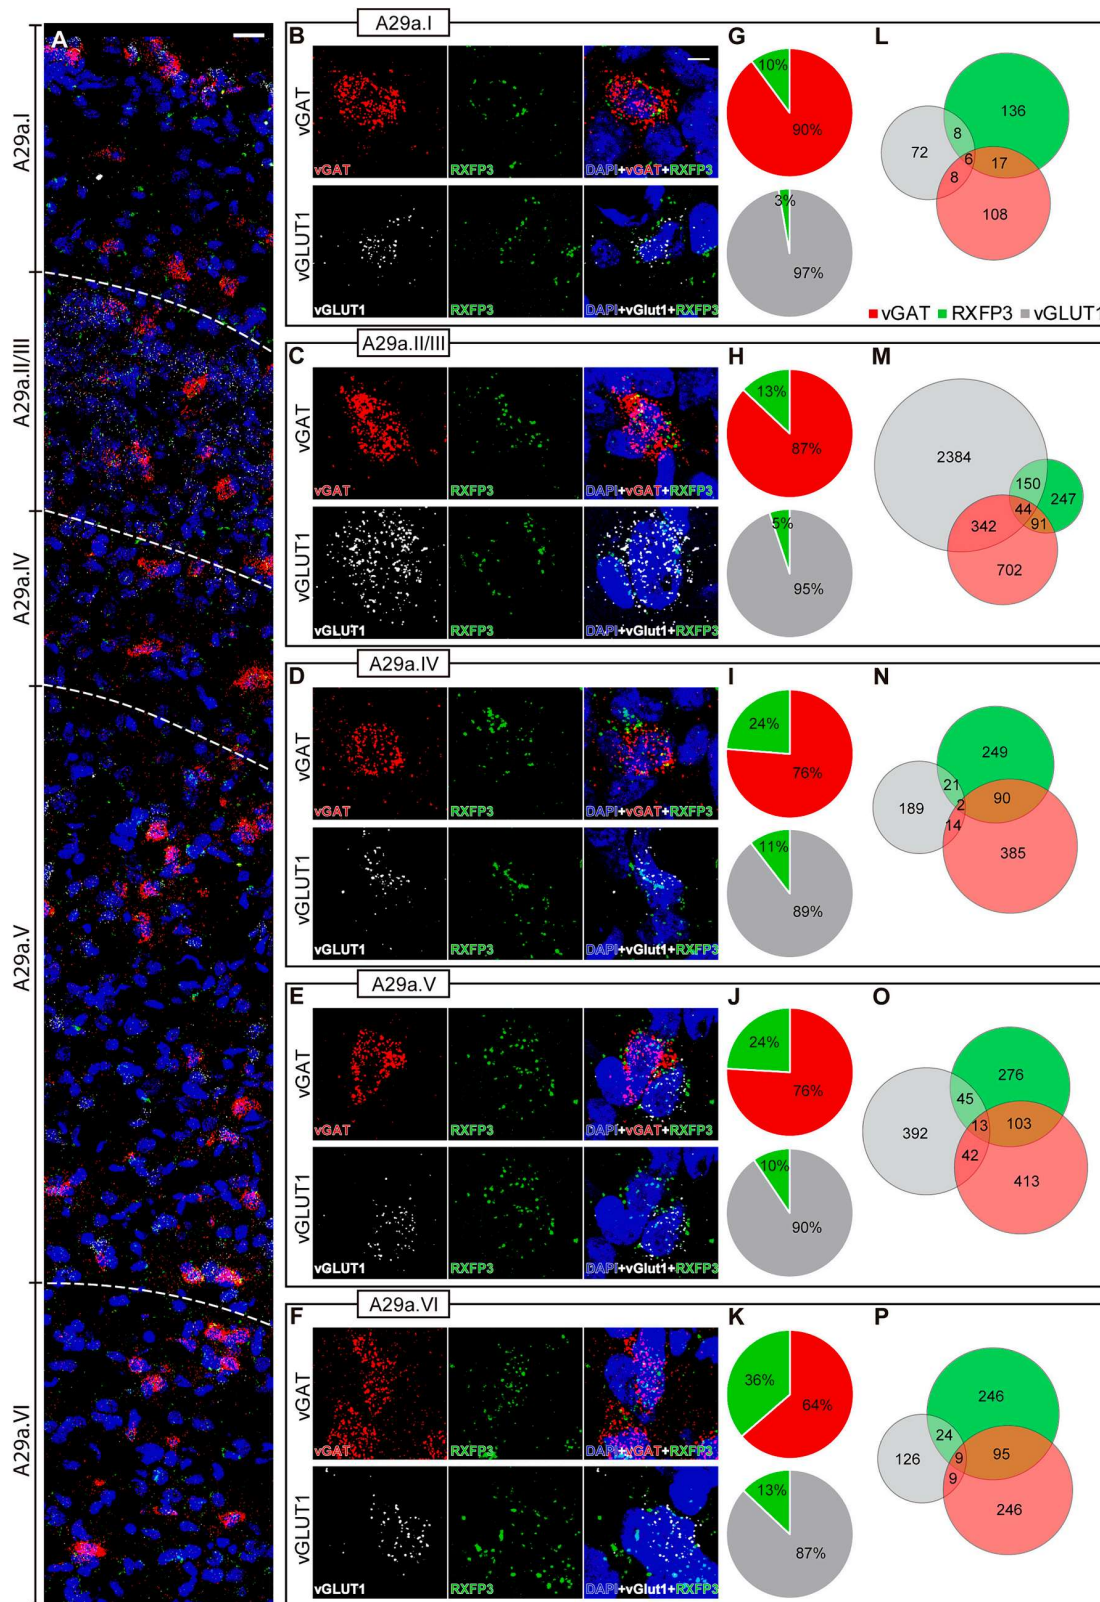 A
A29a.I
A29a.II/III
A29a.IV
A29a.V
A29a.VI
A29a.I
B
vGAT
vGAT
RXFP3
DAPI+vGAT+RXFP3
vGLUT1
vGLUT1
RXFP3
DAPI+vGlut1+RXFP3
G
10%
90%
3%
97%
L
136
8
72
6
17
8
108
vGAT RXFP3 vGLUT1
A29a.II/III
C
vGAT
vGAT
RXFP3
DAPI+vGAT+RXFP3
vGLUT1
vGLUT1
RXFP3
DAPI+vGlut1+RXFP3
H
13%
87%
5%
95%
M
2384
150
247
44
342
91
702
A29a.IV
D
vGAT
vGAT
RXFP3
DAPI+vGAT+RXFP3
vGLUT1
vGLUT1
RXFP3
DAPI+vGlut1+RXFP3
I
24%
76%
11%
89%
N
249
21
90
189
2
14
385
A29a.V
E
vGAT
vGAT
RXFP3
DAPI+vGAT+RXFP3
vGLUT1
vGLUT1
RXFP3
DAPI+vGlut1+RXFP3
J
24%
76%
10%
90%
O
276
45
13
103
392
42
413
A29a.VI
F
vGAT
vGAT
RXFP3
DAPI+vGAT+RXFP3
vGLUT1
vGLUT1
RXFP3
DAPI+vGlut1+RXFP3
K
36%
64%
13%
87%
P
246
24
95
126
9
9
246